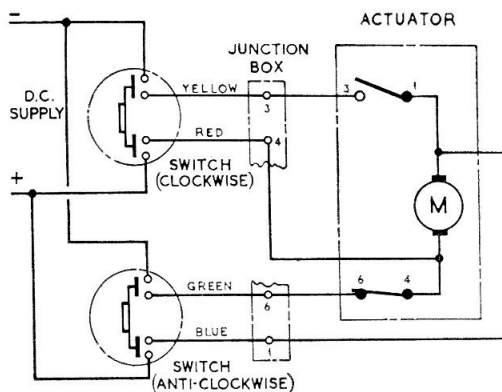 ACTUATOR
−
JUNCTION
BOX
D.C.
SUPPLY
YELLOW
3
3
1
RED
4
+
SWITCH
(CLOCKWISE)
M
GREEN
6
6
4
BLUE
1
SWITCH
(ANTI-CLOCKWISE)